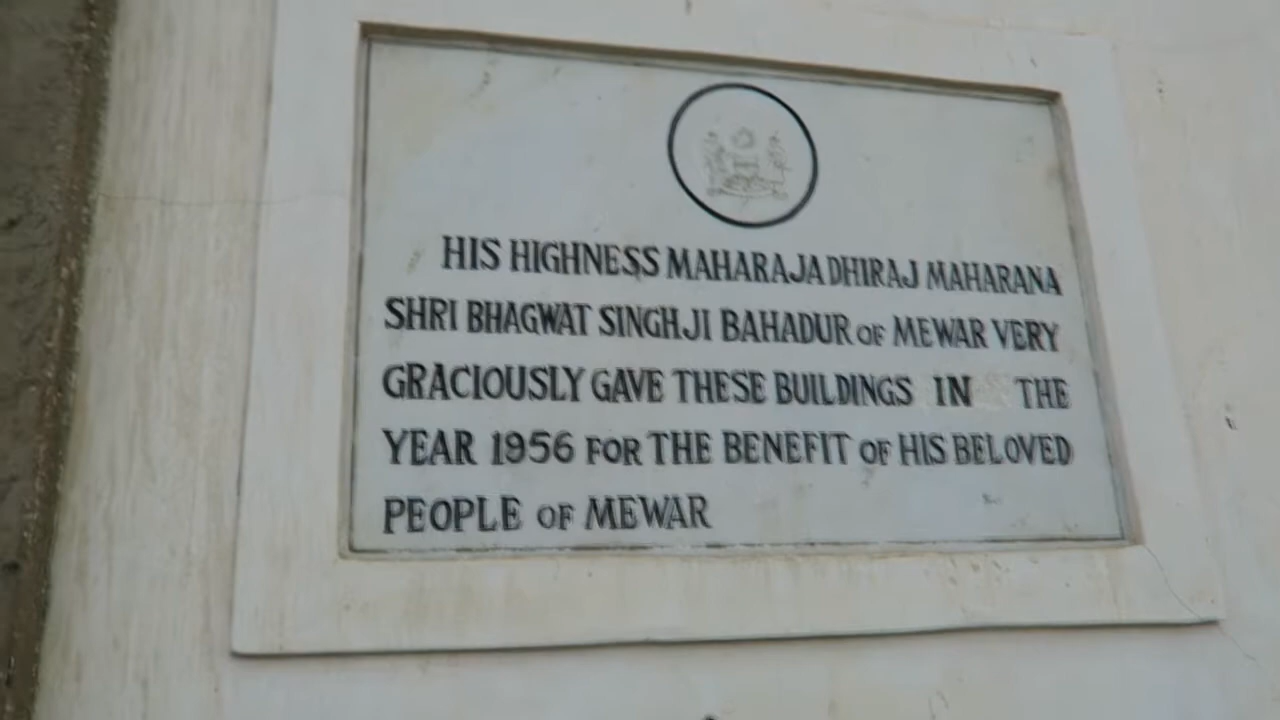 HIS HIGHNESS MAHARAJADHIRAJ MAHARANA
SHRI BHAGWAT SINGHJI BAHADUR OF MEWAR VERY
GRACIOUSLY GAVE THESE BUILDINGS IN THE
YEAR 1956 FOR THE BENEFIT OF HIS BELOVED
PEOPLE OF MEWAR